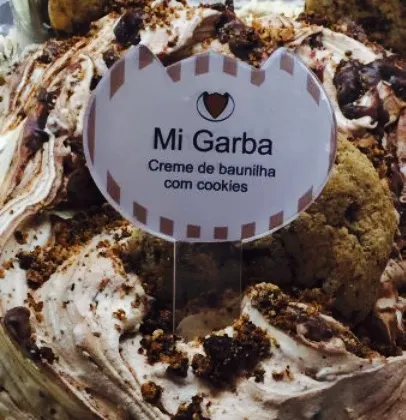 Mi Garba
Creme de baunilha
com cookies